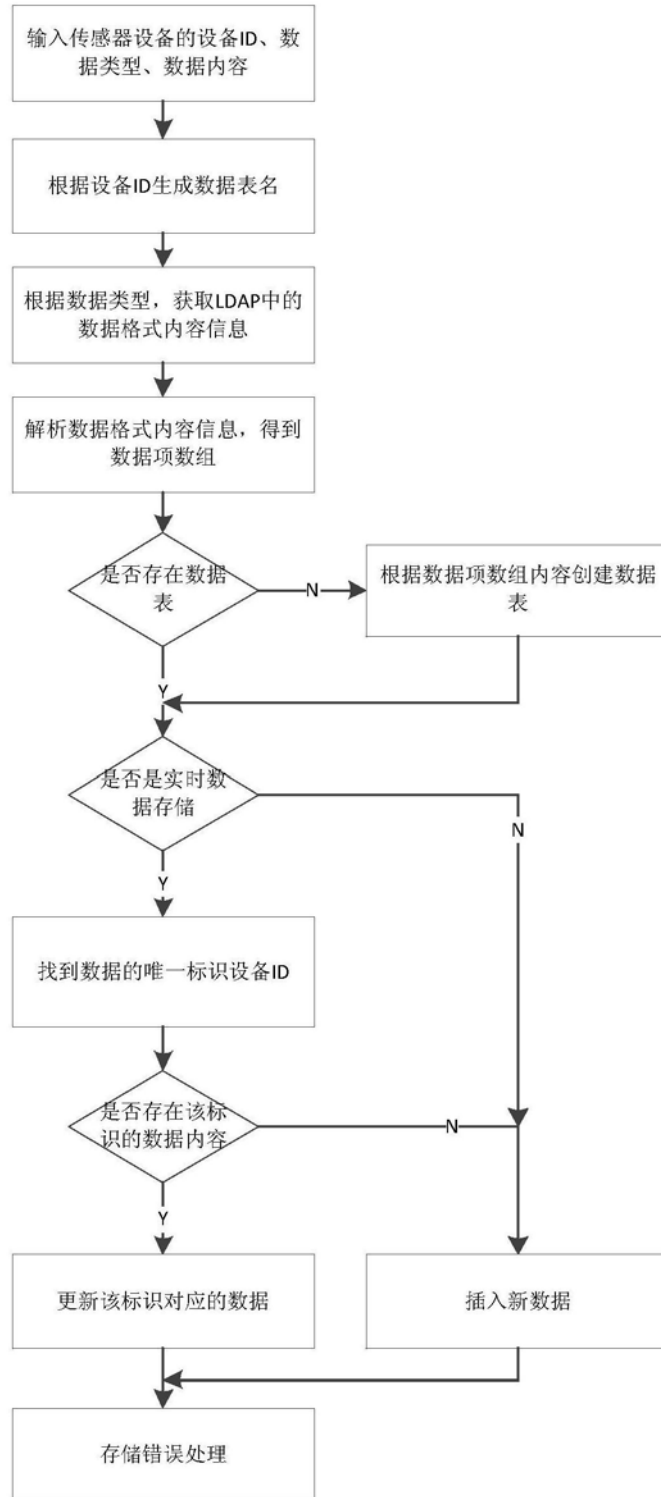 输入传感器设备的设备ID、数
据类型、数据内容
根据设备ID生成数据表名
根据数据类型，获取LDAP中的
数据格式内容信息
解析数据格式内容信息，得到
数据项数组
是否存在数据
表
N
根据数据项数组内容创建数据
表
Y
是否是实时数
据存储
N
Y
找到数据的唯一标识设备ID
是否存在该标
识的数据内容
N
Y
更新该标识对应的数据
插入新数据
存储错误处理